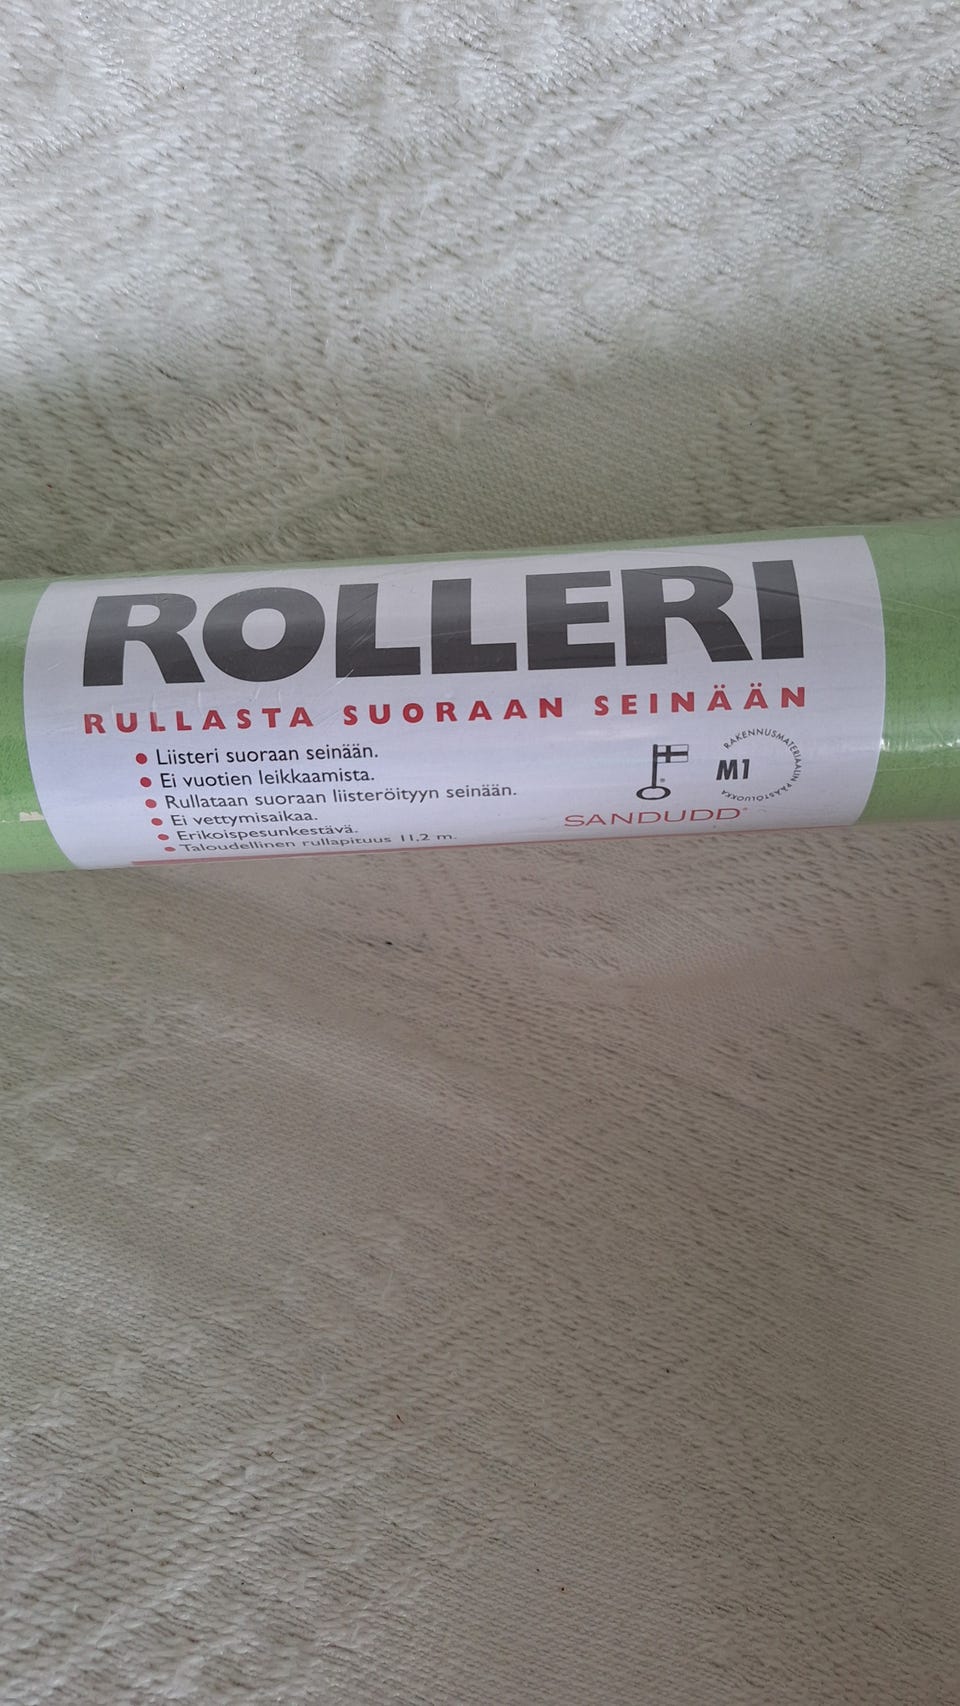 ROLLERI
RULLASTA SUORAAN SEINÄÄN
● Liisteri suoraan seinään.
● Ei vuotien leikkaamista.
● Rullataan suoraan liisteröityyn seinään.
● Ei vettymisaikaa.
● Erikoispesunkestävä.
● Taloudellinen rullapituus 11,2 m.
SANDUDD®
M1
RAKENNUSMATERIAALIN PÄÄSTÖLUOKKA